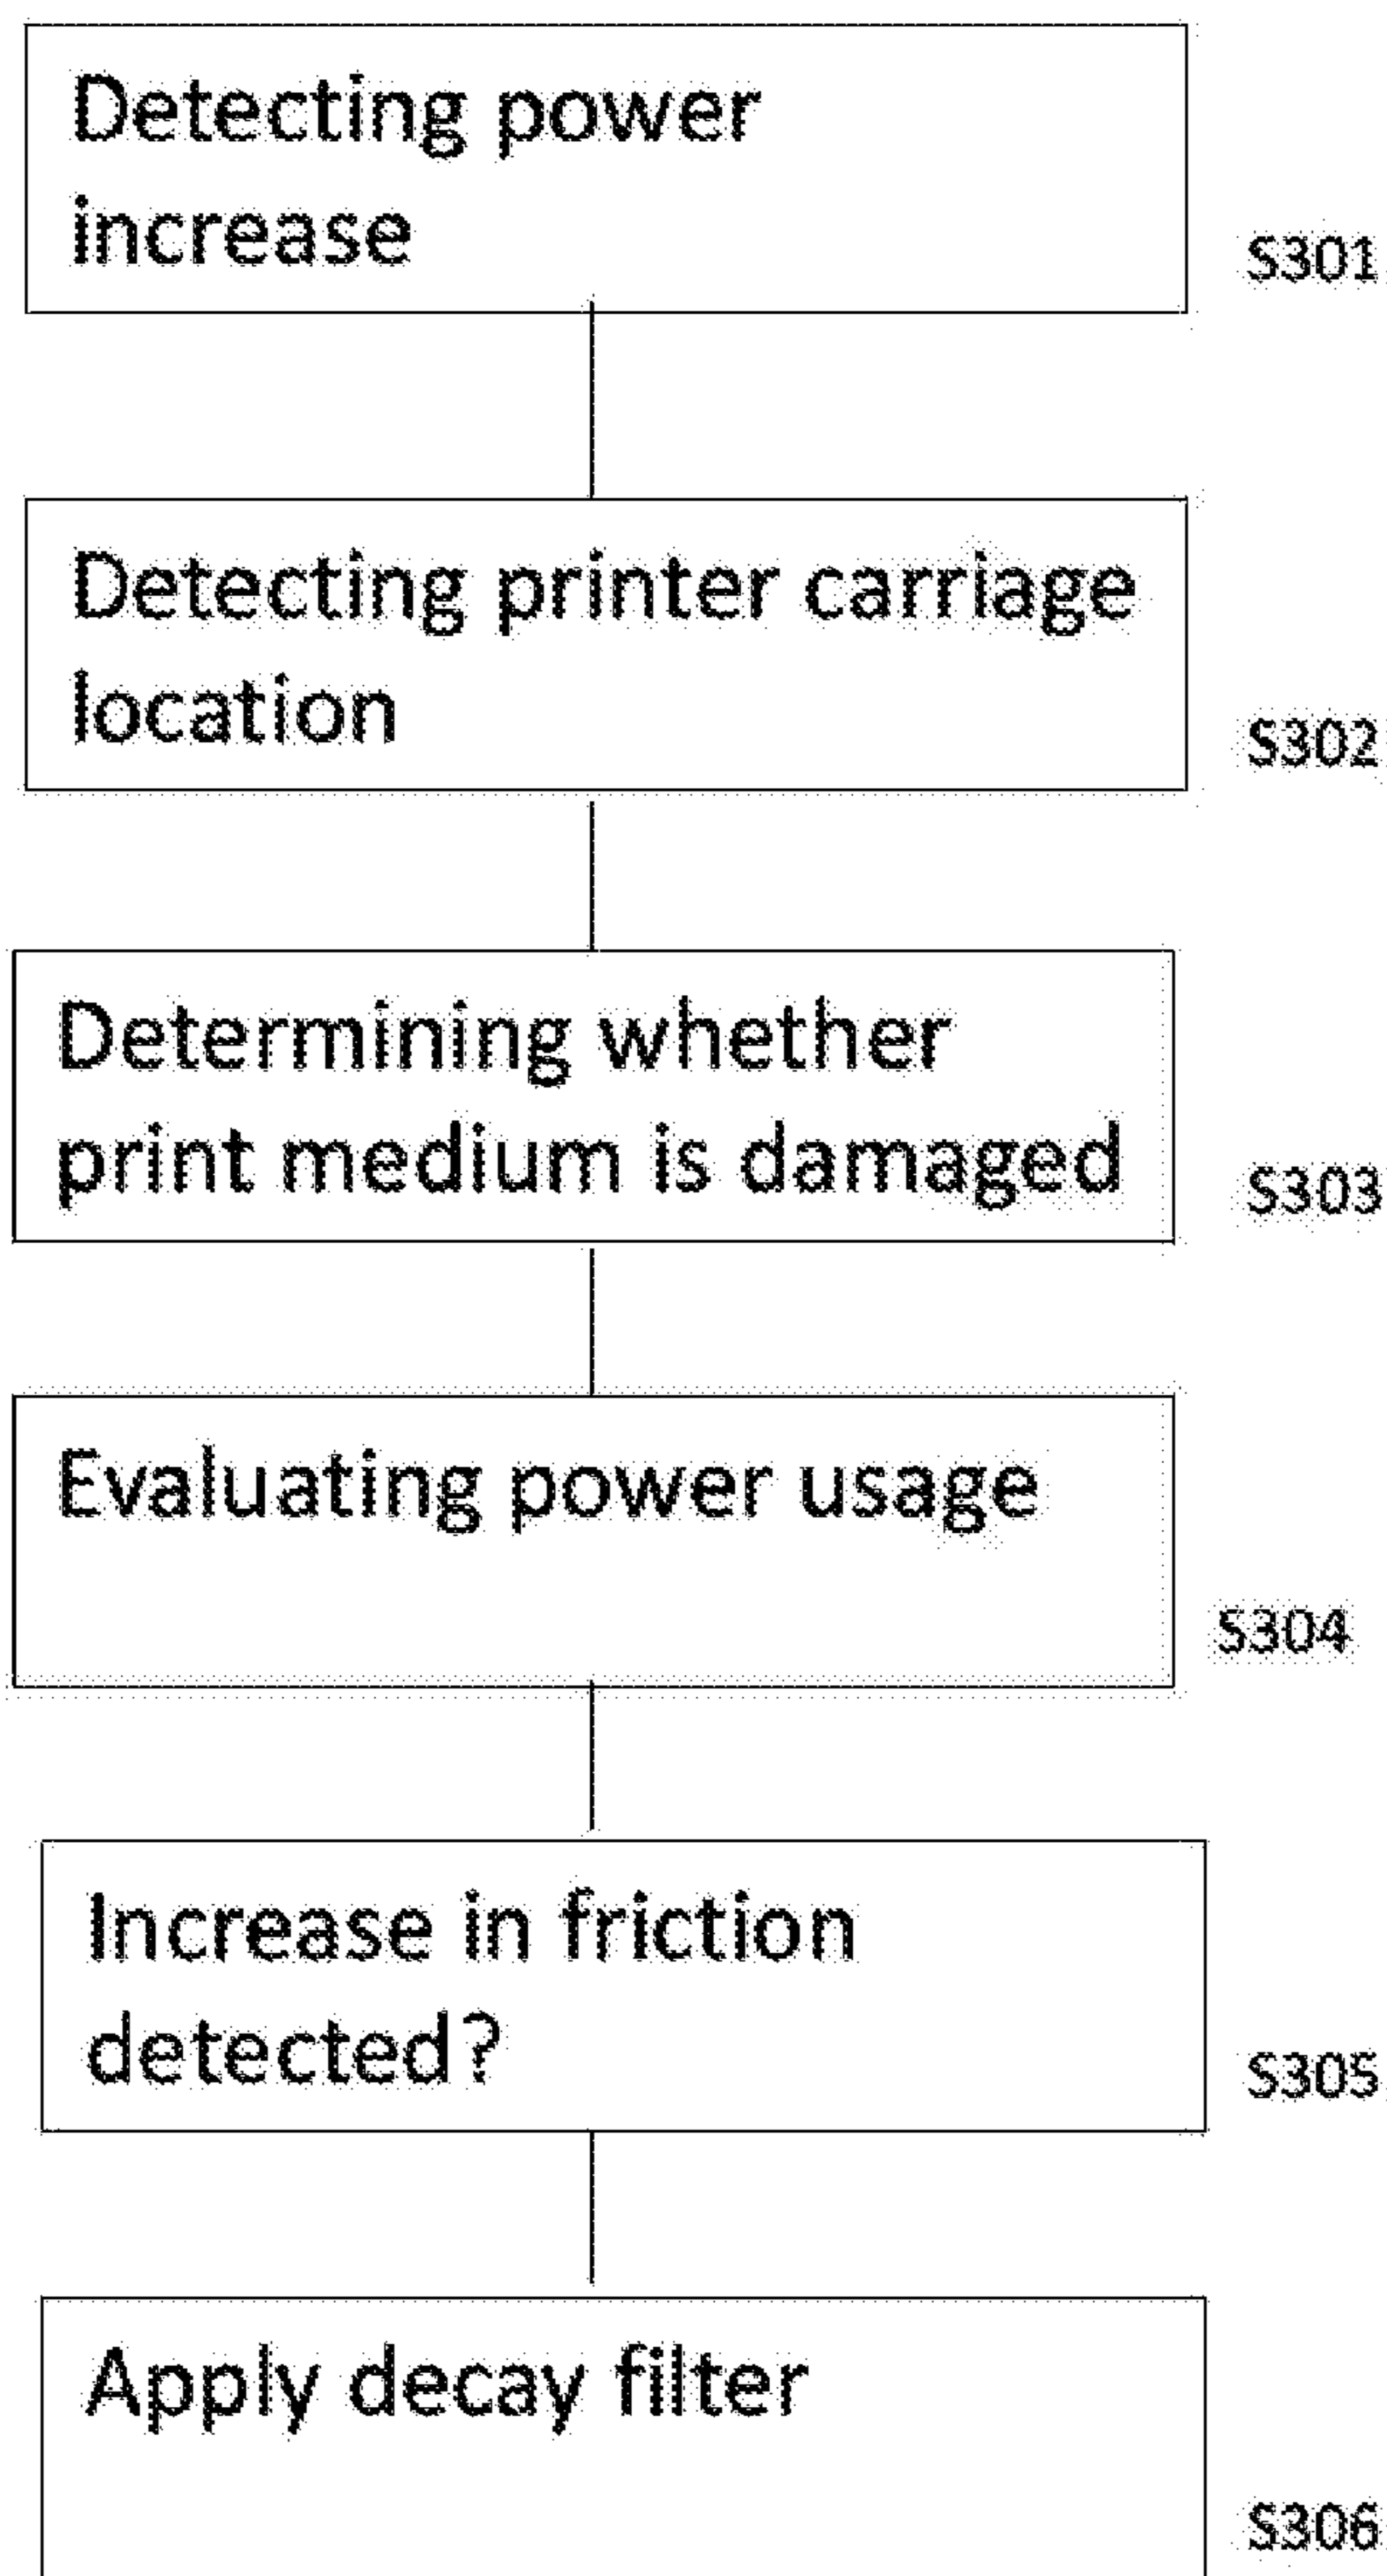 Detecting power
increase
S301
Detecting printer carriage
location
S302
Determining whether
print medium is damaged
S303
Evaluating power usage
S304
Increase in friction
detected?
S305
Apply decay filter
S306